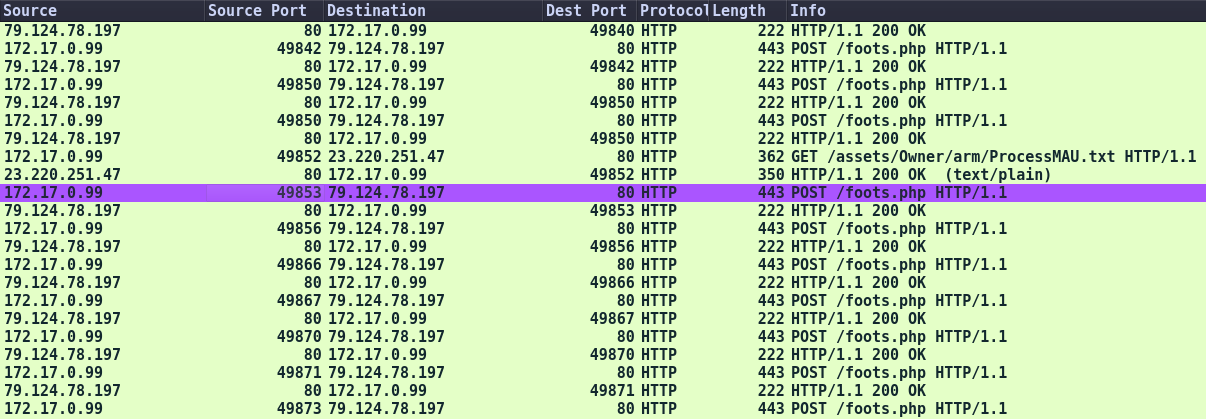 Source Source Port Destination Dest Port Protocol Length Info
79.124.78.197 80 172.17.0.99 49840 HTTP 222 HTTP/1.1 200 OK
172.17.0.99 49842 79.124.78.197 80 HTTP 443 POST /foots.php HTTP/1.1
79.124.78.197 80 172.17.0.99 49842 HTTP 222 HTTP/1.1 200 OK
172.17.0.99 49850 79.124.78.197 80 HTTP 443 POST /foots.php HTTP/1.1
79.124.78.197 80 172.17.0.99 49850 HTTP 222 HTTP/1.1 200 OK
172.17.0.99 49850 79.124.78.197 80 HTTP 443 POST /foots.php HTTP/1.1
79.124.78.197 80 172.17.0.99 49850 HTTP 222 HTTP/1.1 200 OK
172.17.0.99 49852 23.220.251.47 80 HTTP 362 GET /assets/Owner/arm/ProcessMAU.txt HTTP/1.1
23.220.251.47 80 172.17.0.99 49852 HTTP 350 HTTP/1.1 200 OK (text/plain)
172.17.0.99 49853 79.124.78.197 80 HTTP 443 POST /foots.php HTTP/1.1
79.124.78.197 80 172.17.0.99 49853 HTTP 222 HTTP/1.1 200 OK
172.17.0.99 49856 79.124.78.197 80 HTTP 443 POST /foots.php HTTP/1.1
79.124.78.197 80 172.17.0.99 49856 HTTP 222 HTTP/1.1 200 OK
172.17.0.99 49866 79.124.78.197 80 HTTP 443 POST /foots.php HTTP/1.1
79.124.78.197 80 172.17.0.99 49866 HTTP 222 HTTP/1.1 200 OK
172.17.0.99 49867 79.124.78.197 80 HTTP 443 POST /foots.php HTTP/1.1
79.124.78.197 80 172.17.0.99 49867 HTTP 222 HTTP/1.1 200 OK
172.17.0.99 49870 79.124.78.197 80 HTTP 443 POST /foots.php HTTP/1.1
79.124.78.197 80 172.17.0.99 49870 HTTP 222 HTTP/1.1 200 OK
172.17.0.99 49871 79.124.78.197 80 HTTP 443 POST /foots.php HTTP/1.1
79.124.78.197 80 172.17.0.99 49871 HTTP 222 HTTP/1.1 200 OK
172.17.0.99 49873 79.124.78.197 80 HTTP 443 POST /foots.php HTTP/1.1